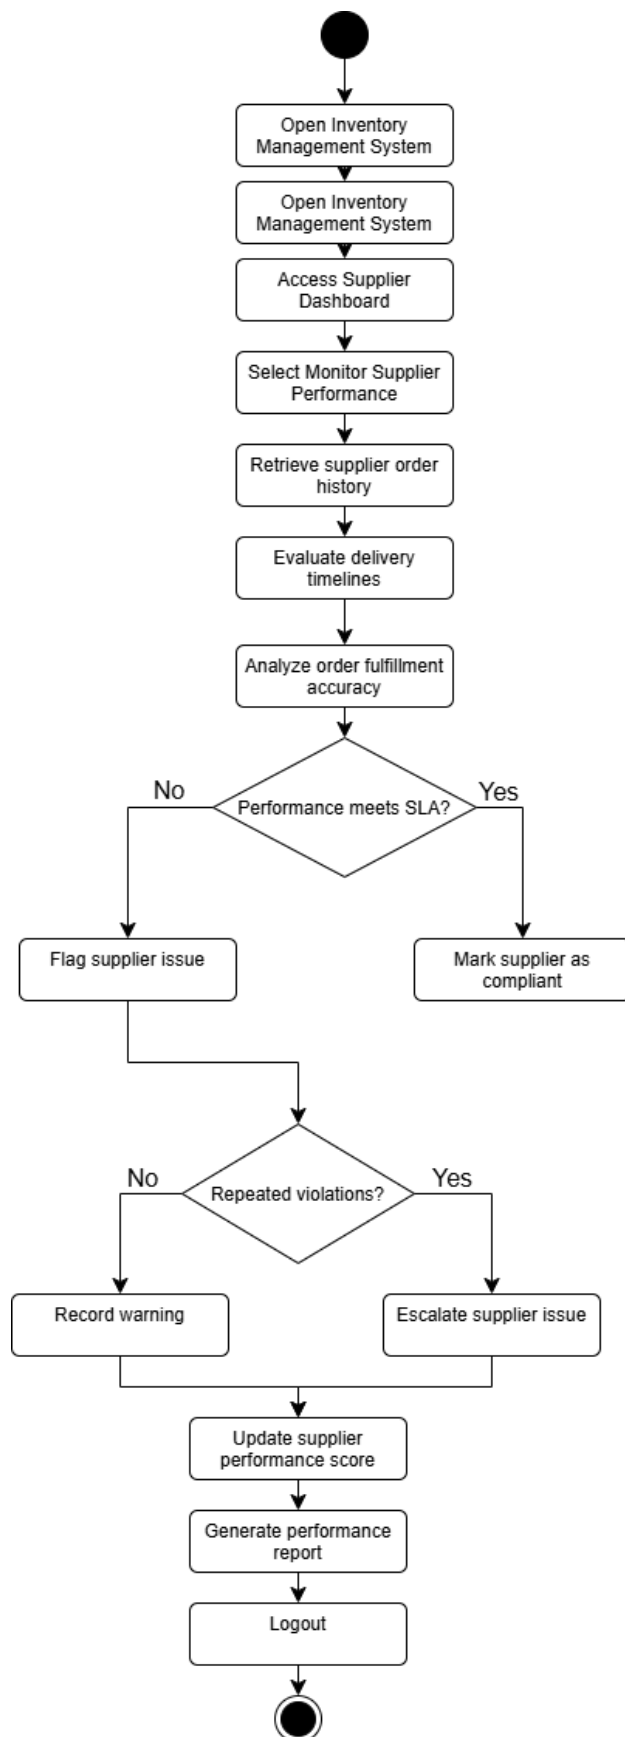 Open Inventory
Management System
Open Inventory
Management System
Access Supplier
Dashboard
Select Monitor Supplier
Performance
Retrieve supplier order
history
Evaluate delivery
timelines
Analyze order fulfillment
accuracy
No
Performance meets SLA?
Yes
Flag supplier issue
Mark supplier as
compliant
No
Repeated violations?
Yes
Record warning
Escalate supplier issue
Update supplier
performance score
Generate performance
report
Logout